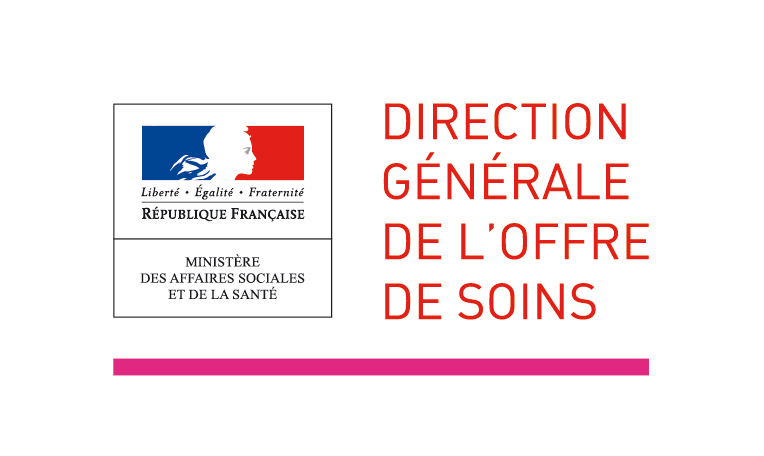 Liberté • Égalité • Fraternité
RÉPUBLIQUE FRANÇAISE
MINISTÈRE
DES AFFAIRES SOCIALES
ET DE LA SANTÉ
DIRECTION
GÉNÉRALE
DE L'OFFRE
DE SOINS